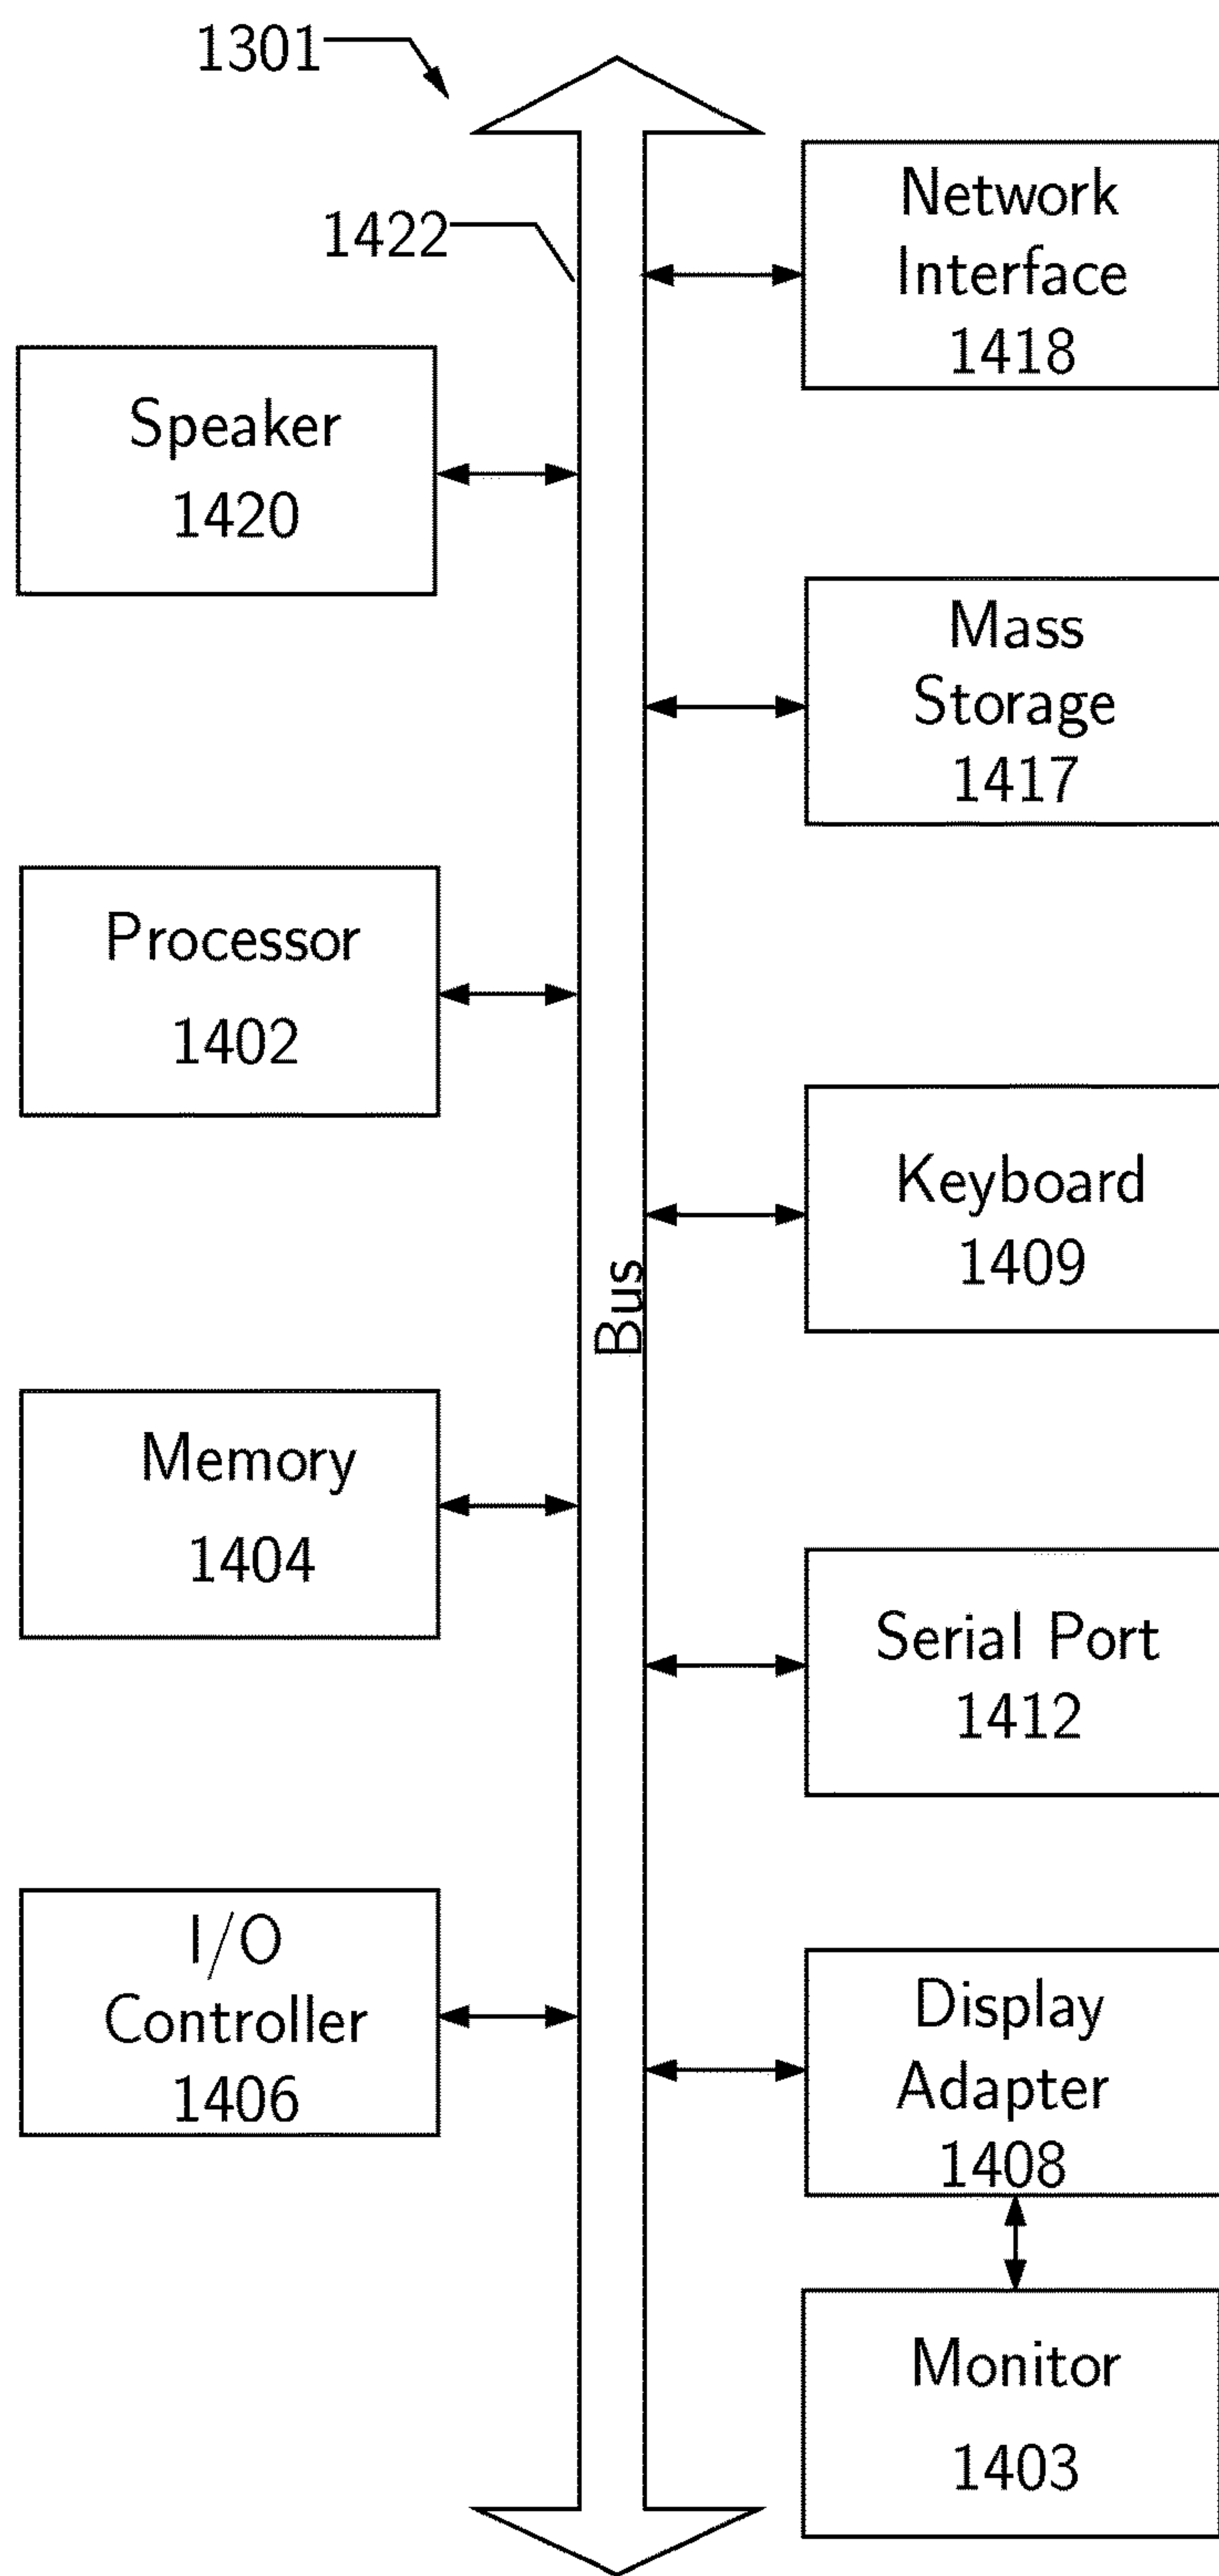 1301
1422
Network
Interface
1418
Speaker
1420
Mass
Storage
1417
Processor
1402
Keyboard
1409
Bus
Memory
1404
Serial Port
1412
I/O
Controller
1406
Display
Adapter
1408
Monitor
1403